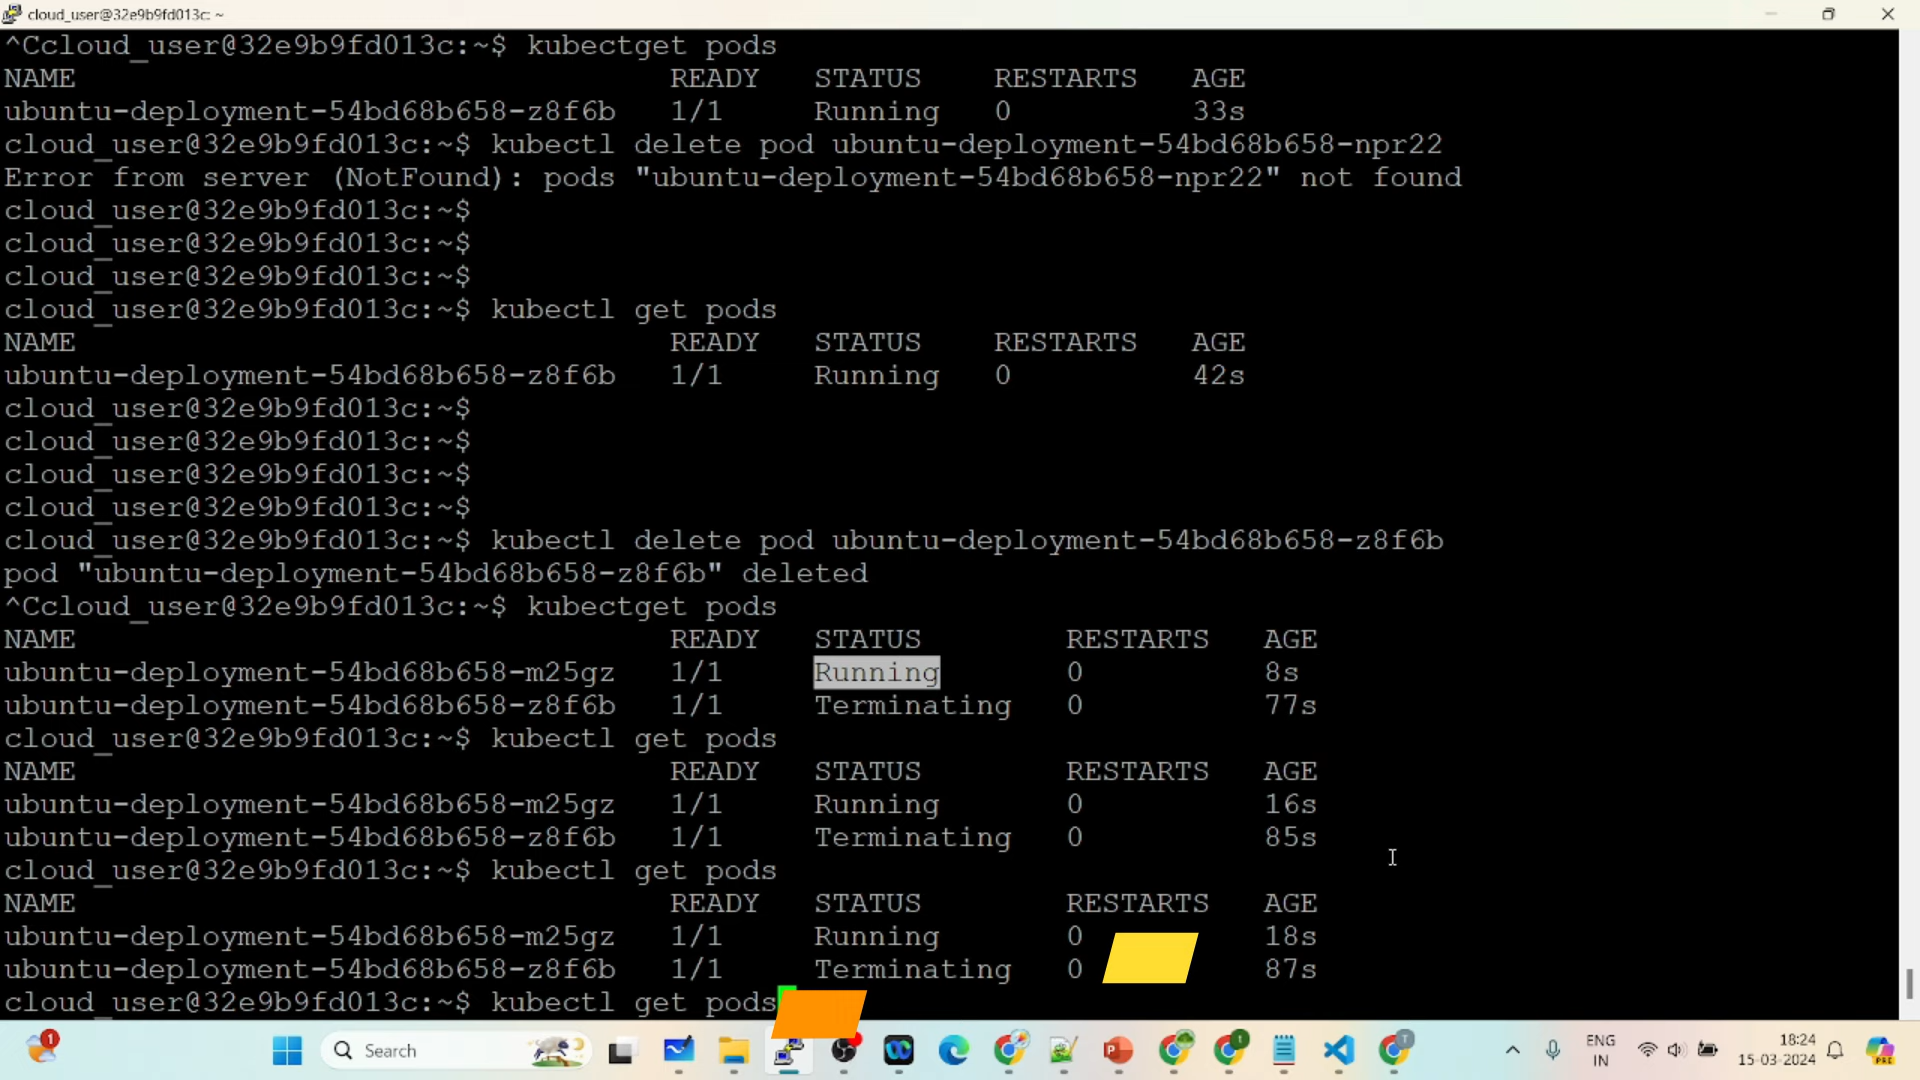 cloud_user@32e9b9fd013c: ~
^Ccloud_user@32e9b9fd013c:~$ kubectget pods
NAME READY STATUS RESTARTS AGE
ubuntu-deployment-54bd68b658-z8f6b 1/1 Running 0 33s
cloud_user@32e9b9fd013c:~$ kubectl delete pod ubuntu-deployment-54bd68b658-npr22
Error from server (NotFound): pods "ubuntu-deployment-54bd68b658-npr22" not found
cloud_user@32e9b9fd013c:~$
cloud_user@32e9b9fd013c:~$
cloud_user@32e9b9fd013c:~$
cloud_user@32e9b9fd013c:~$ kubectl get pods
NAME READY STATUS RESTARTS AGE
ubuntu-deployment-54bd68b658-z8f6b 1/1 Running 0 42s
cloud_user@32e9b9fd013c:~$
cloud_user@32e9b9fd013c:~$
cloud_user@32e9b9fd013c:~$
cloud_user@32e9b9fd013c:~$
cloud_user@32e9b9fd013c:~$ kubectl delete pod ubuntu-deployment-54bd68b658-z8f6b
pod "ubuntu-deployment-54bd68b658-z8f6b" deleted
^Ccloud_user@32e9b9fd013c:~$ kubectget pods
NAME READY STATUS RESTARTS AGE
ubuntu-deployment-54bd68b658-m25gz 1/1 Running 0 8s
ubuntu-deployment-54bd68b658-z8f6b 1/1 Terminating 0 77s
cloud_user@32e9b9fd013c:~$ kubectl get pods
NAME READY STATUS RESTARTS AGE
ubuntu-deployment-54bd68b658-m25gz 1/1 Running 0 16s
ubuntu-deployment-54bd68b658-z8f6b 1/1 Terminating 0 85s
cloud_user@32e9b9fd013c:~$ kubectl get pods
NAME READY STATUS RESTARTS AGE
ubuntu-deployment-54bd68b658-m25gz 1/1 Running 0 18s
ubuntu-deployment-54bd68b658-z8f6b 1/1 Terminating 0 87s
cloud_user@32e9b9fd013c:~$ kubectl get pods
1
Search
ENG
IN
18:24
15-03-2024